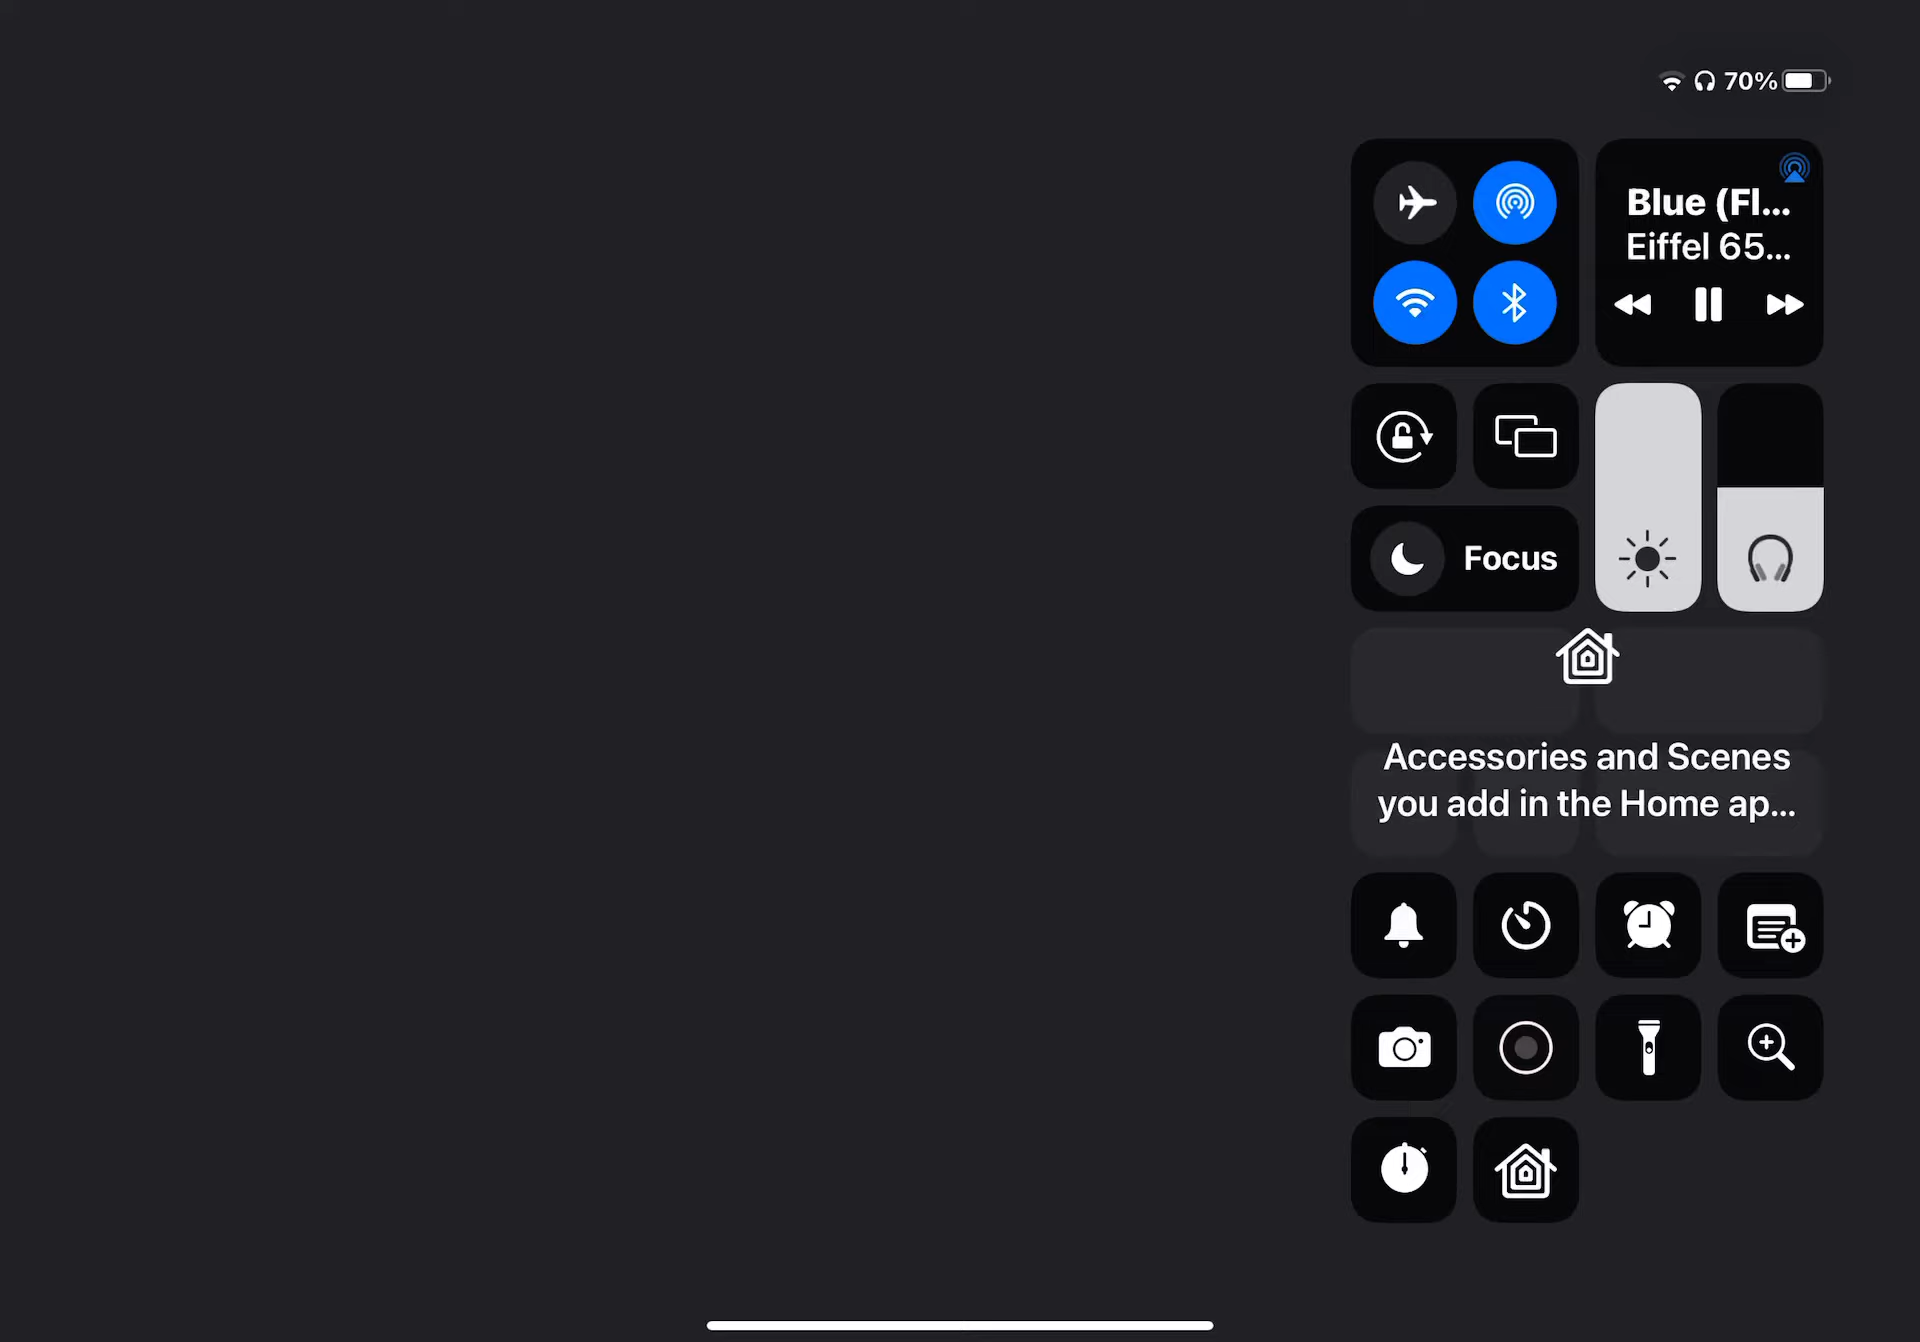 70%
Blue (Fl...
Eiffel 65...
Focus
Accessories and Scenes
you add in the Home ap...